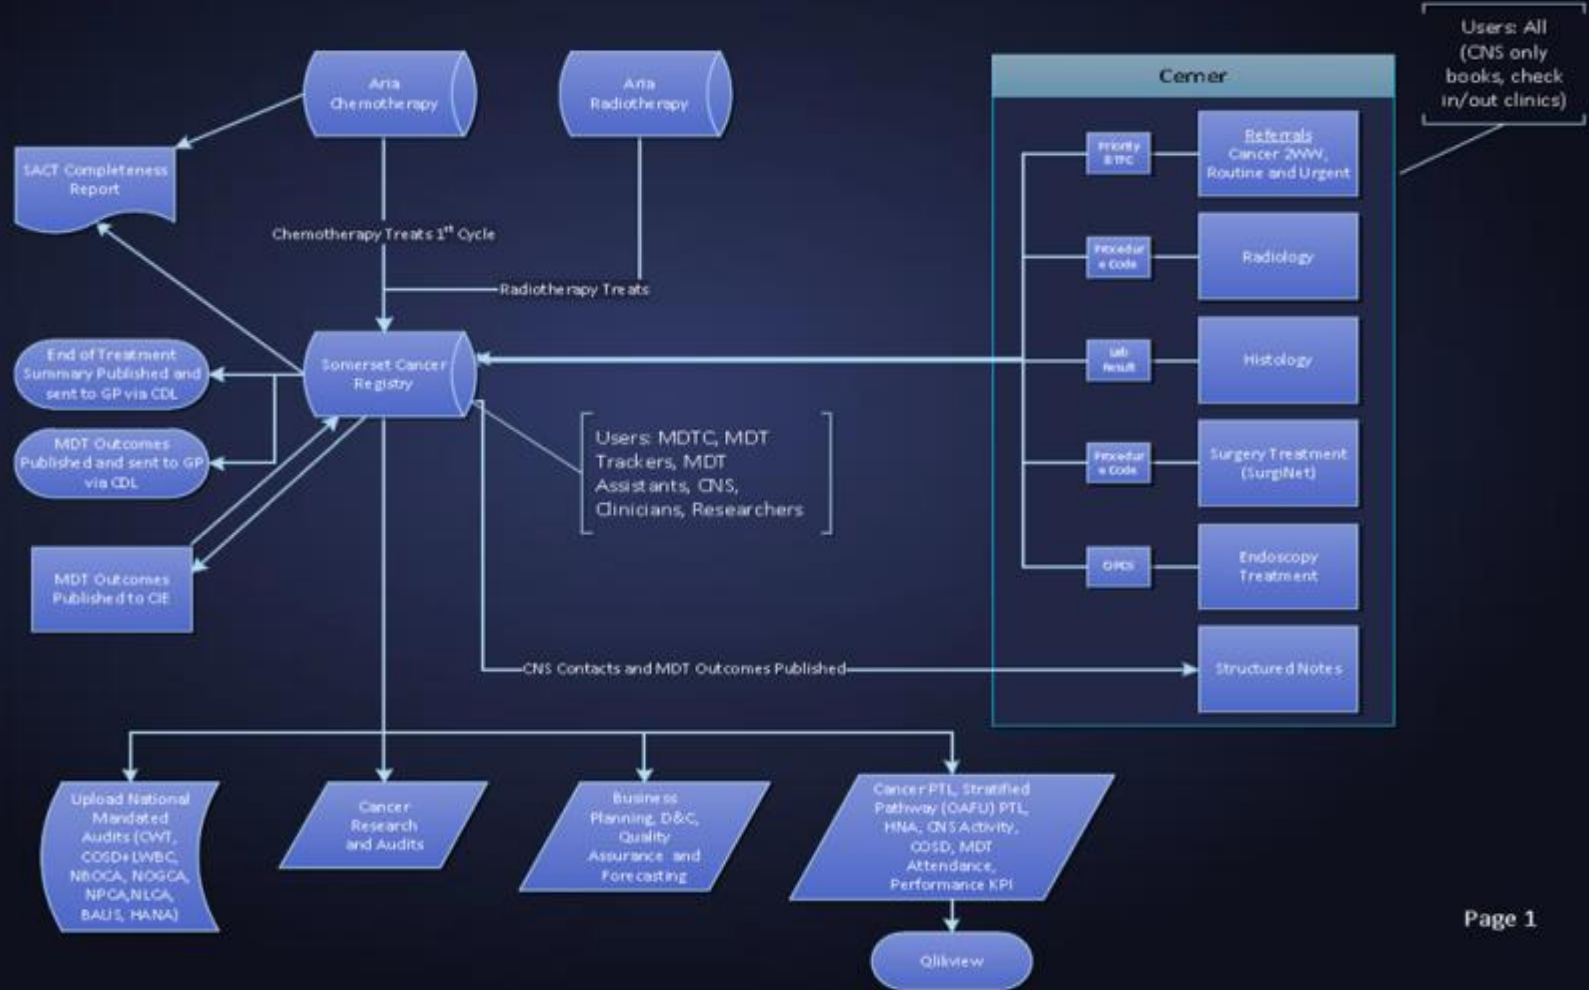 Users: All
(CNS only
books, check
in/out clinics)
Aria
Chemotherapy
Aria
Radiotherapy
Cerner
Priority
& TFC
Referrals
Cancer 2WW,
Routine and Urgent
SACT Completeness
Report
Chemotherapy Treats 1st Cycle
Procedur
e Code
Radiology
Radiotherapy Treats
End of Treatment
Summary Published and
sent to GP via CDL
Somerset Cancer
Registry
Lab
Result
Histology
MDT Outcomes
Published and sent to GP
via CDL
Users: MDTC, MDT
Trackers, MDT
Assistants, CNS,
Clinicians, Researchers
Procedur
e Code
Surgery Treatment
(SurgiNet)
MDT Outcomes
Published to CIE
OPCS
Endoscopy
Treatment
CNS Contacts and MDT Outcomes Published
Structured Notes
Upload National
Mandated
Audits (CWT,
COSD+LWBC,
NBOCA, NOGCA,
NPCA,NLCA,
BAUS, HANA)
Cancer
Research
and Audits
Business
Planning, D&C,
Quality
Assurance and
Forecasting
Cancer PTL, Stratified
Pathway (OAFU) PTL,
HNA, CNS Activity,
COSD, MDT
Attendance,
Performance KPI
Qlikview
Page 1